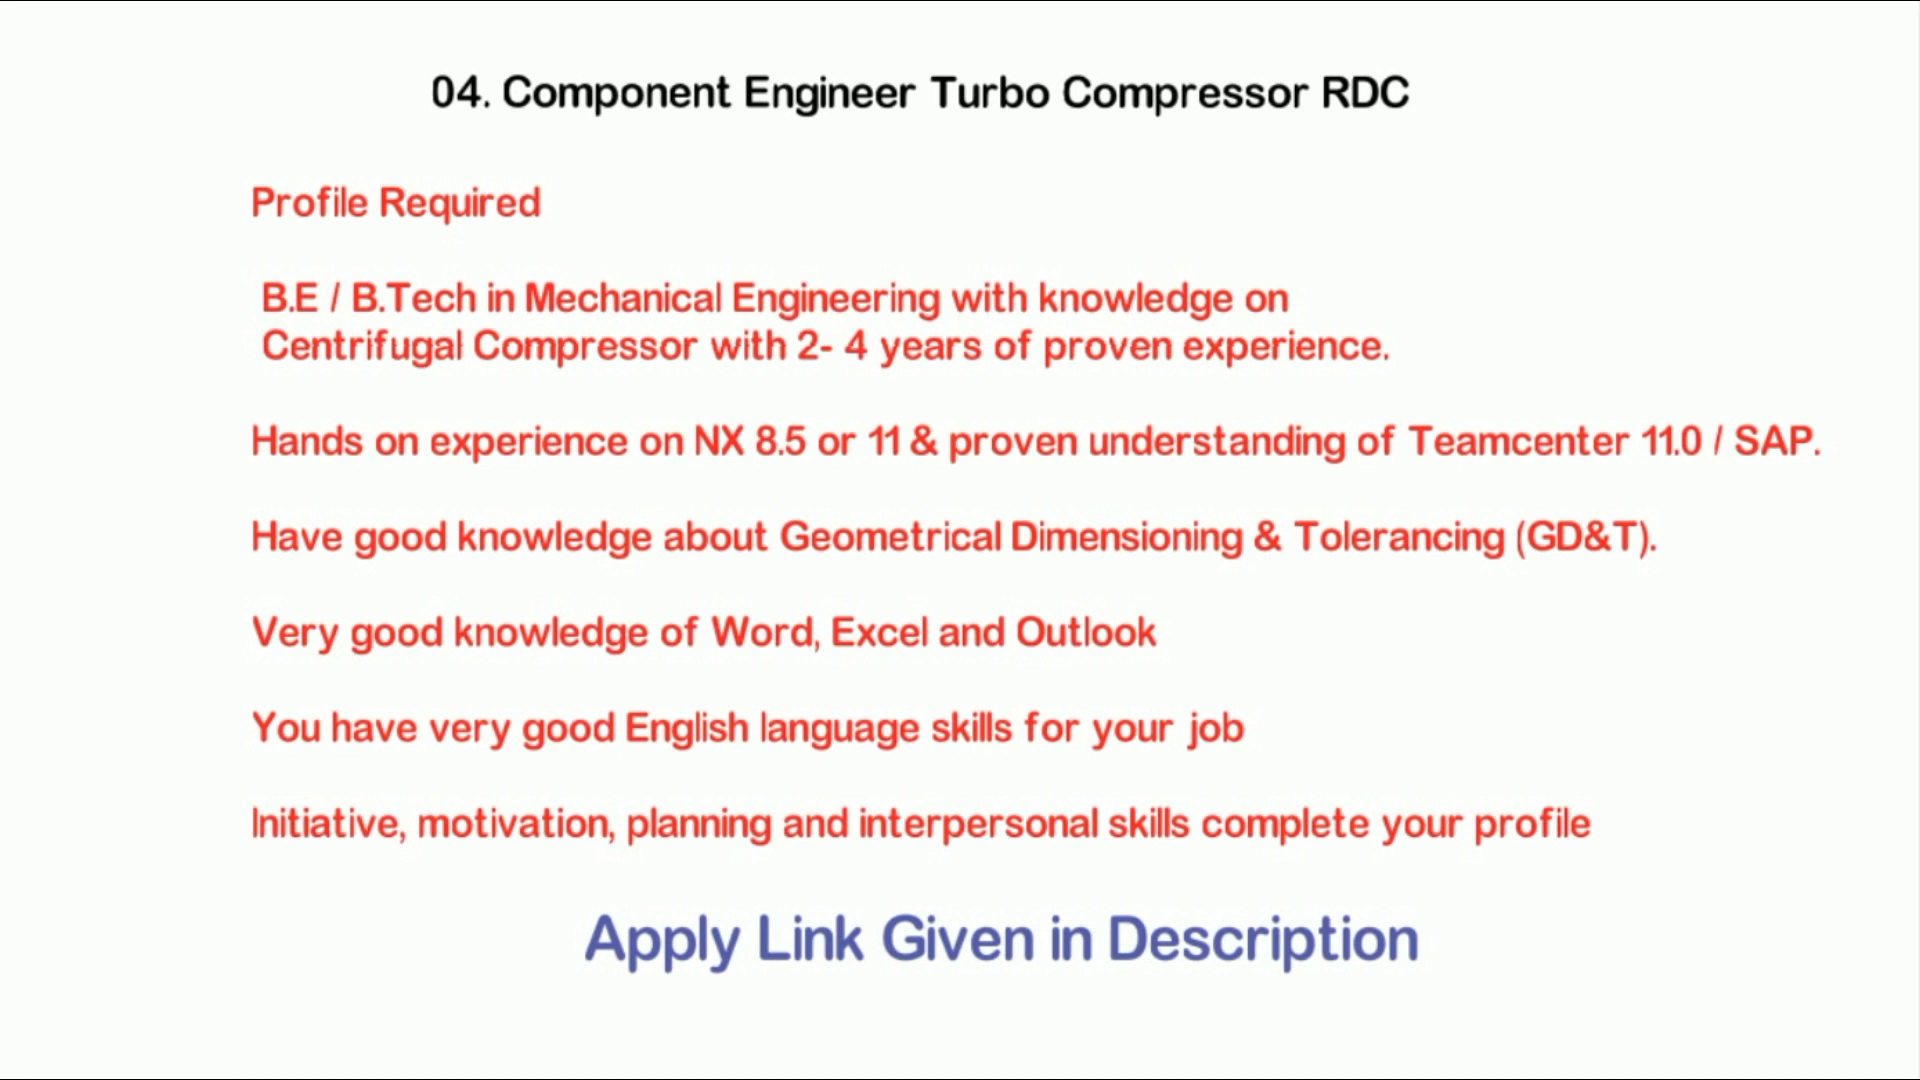 04. Component Engineer Turbo Compressor RDC
Profile Required
B.E / B.Tech in Mechanical Engineering with knowledge on
Centrifugal Compressor with 2- 4 years of proven experience.
Hands on experience on NX 8.5 or 11 & proven understanding of Teamcenter 11.0 / SAP.
Have good knowledge about Geometrical Dimensioning & Tolerancing (GD&T).
Very good knowledge of Word, Excel and Outlook
You have very good English language skills for your job
Initiative, motivation, planning and interpersonal skills complete your profile
Apply Link Given in Description